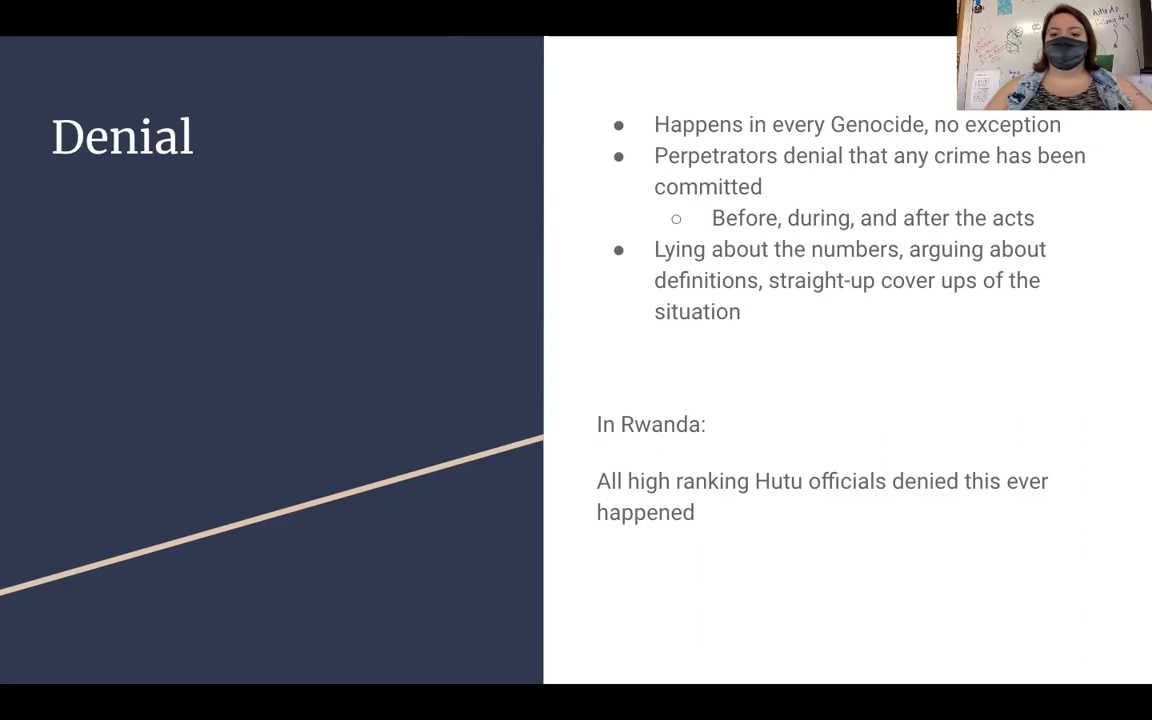 Denial
● Happens in every Genocide, no exception
● Perpetrators denial that any crime has been
committed
○ Before, during, and after the acts
● Lying about the numbers, arguing about
definitions, straight-up cover ups of the
situation
In Rwanda:
All high ranking Hutu officials denied this ever
happened